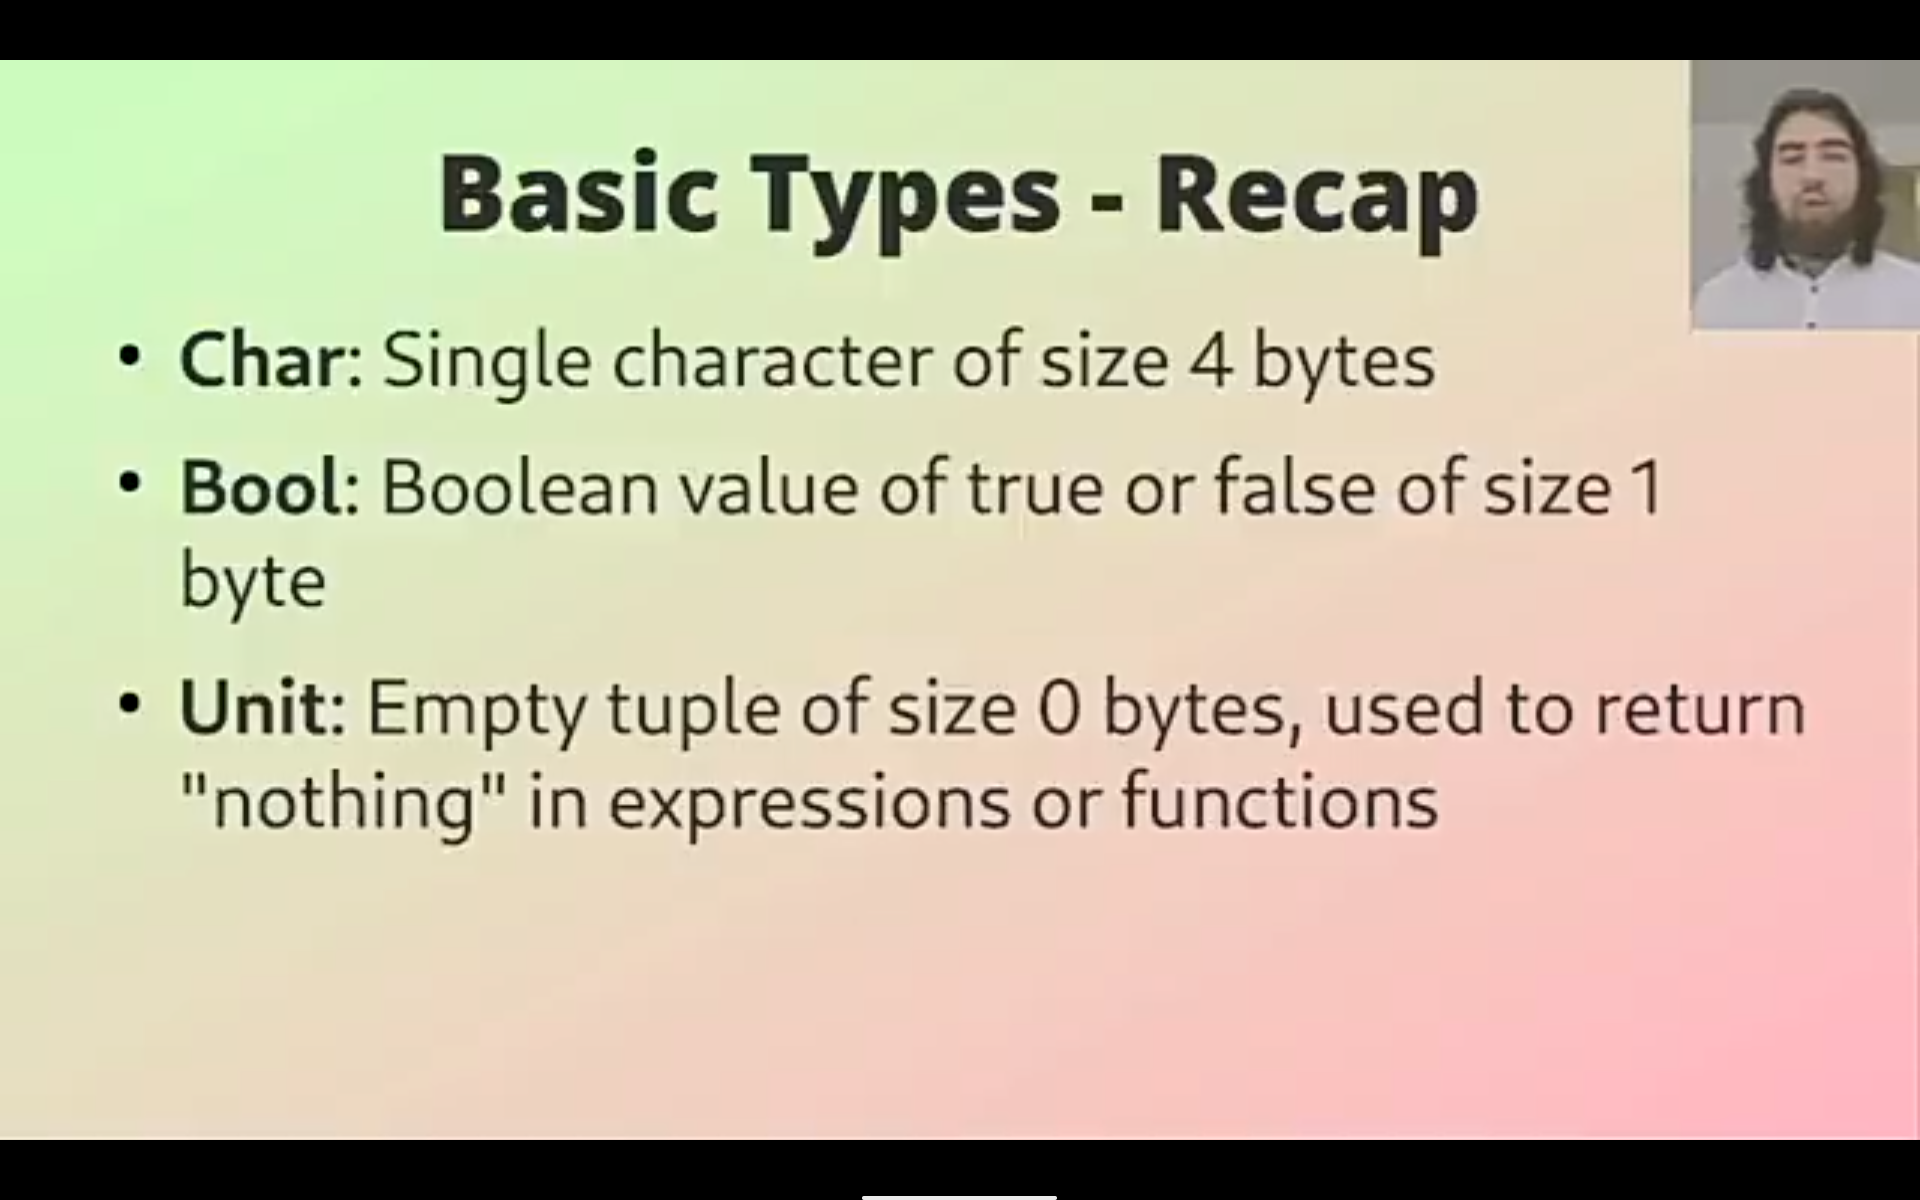 Basic Types - Recap
• Char: Single character of size 4 bytes
• Bool: Boolean value of true or false of size 1
byte
• Unit: Empty tuple of size 0 bytes, used to return
"nothing" in expressions or functions